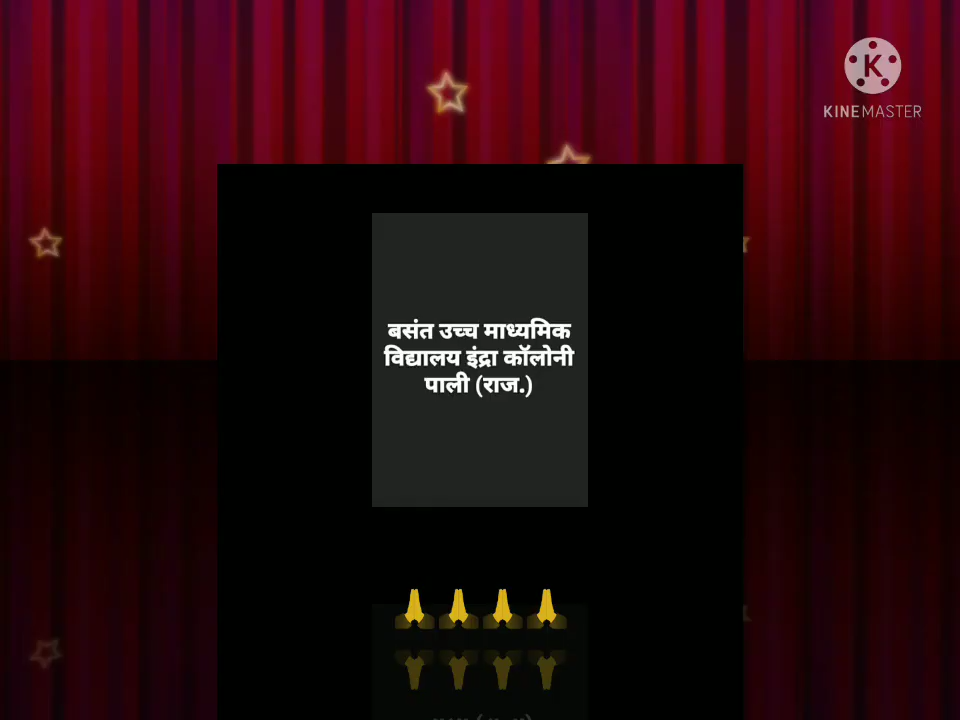 KINEMASTER
बसंत उच्च माध्यमिक
विद्यालय इंद्रा कॉलोनी
पाली (राज.)